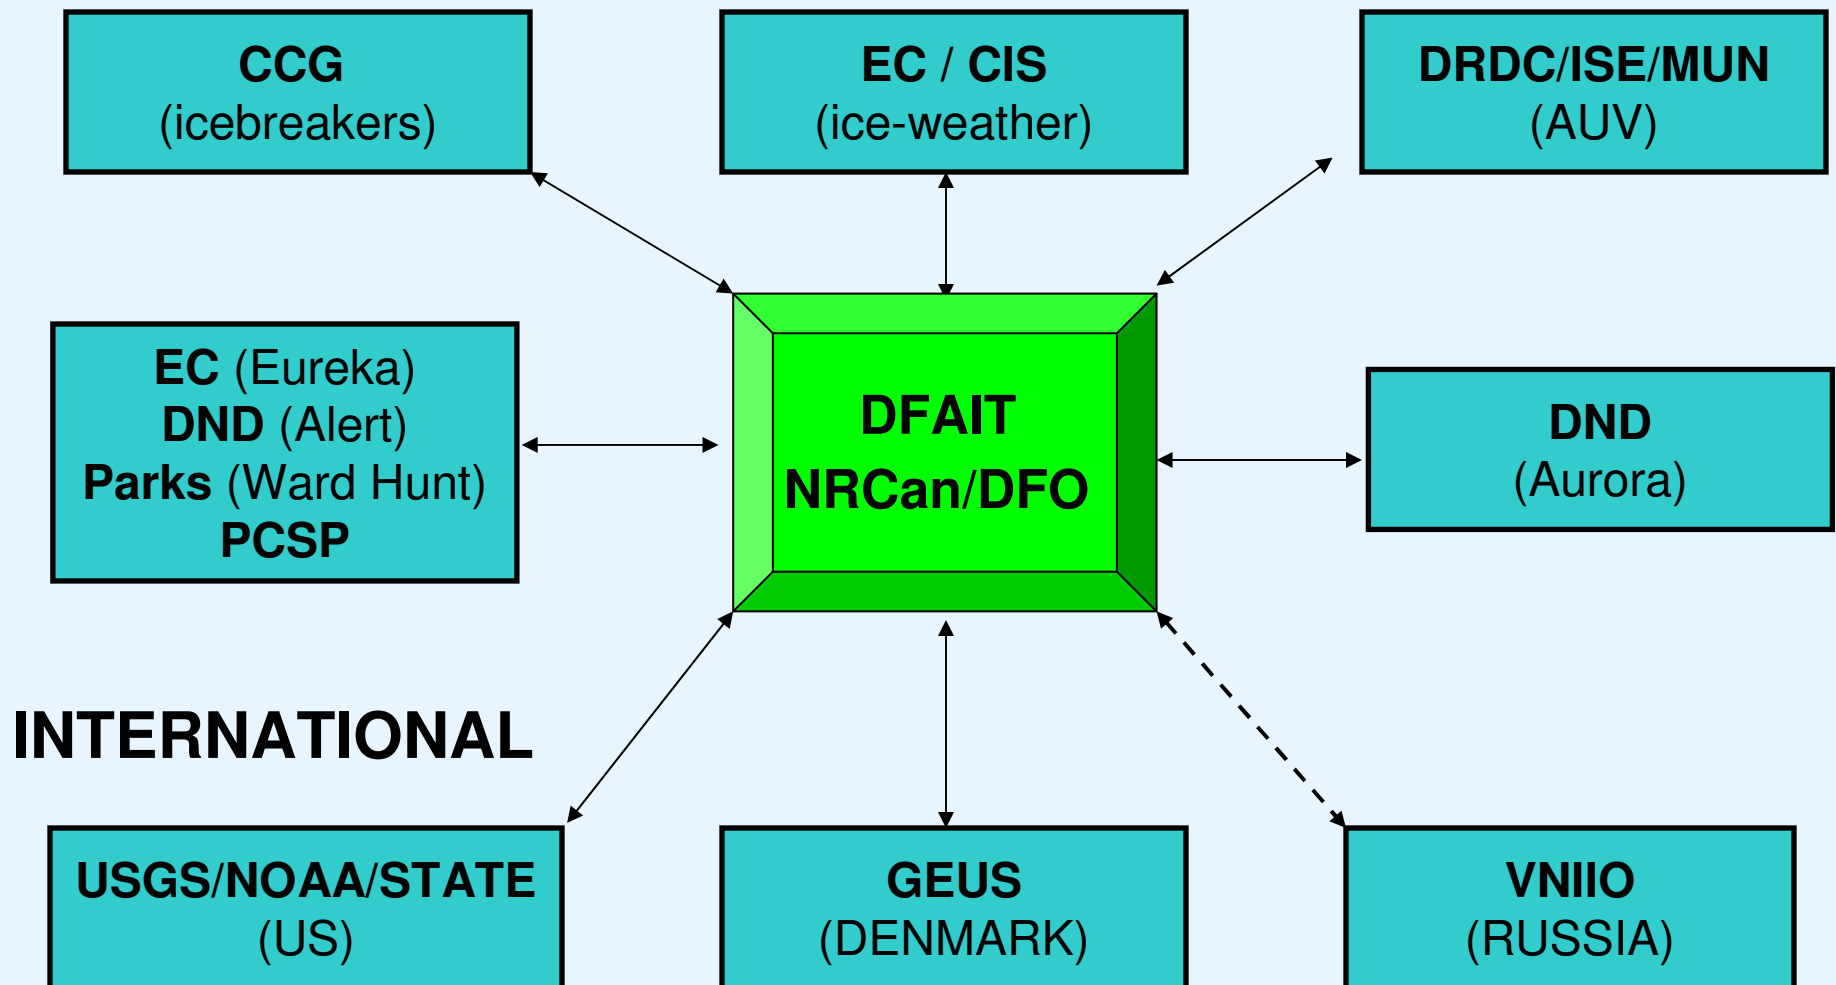 CCG
(icebreakers)
EC / CIS
(ice-weather)
DRDC/ISE/MUN
(AUV)
EC (Eureka)
DND (Alert)
Parks (Ward Hunt)
PCSP
DFAIT
NRCan/DFO
DND
(Aurora)
INTERNATIONAL
USGS/NOAA/STATE
(US)
GEUS
(DENMARK)
VNIIO
(RUSSIA)